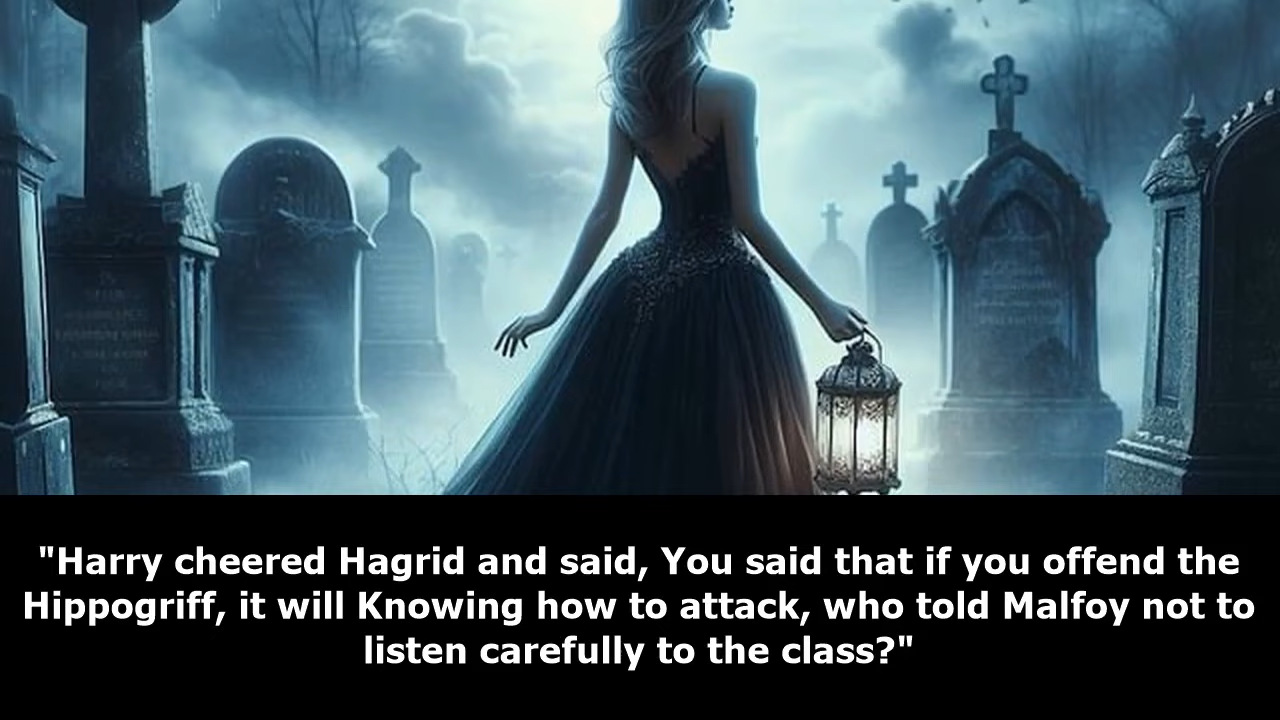 "Harry cheered Hagrid and said, You said that if you offend the
Hippogriff, it will Knowing how to attack, who told Malfoy not to
listen carefully to the class?"